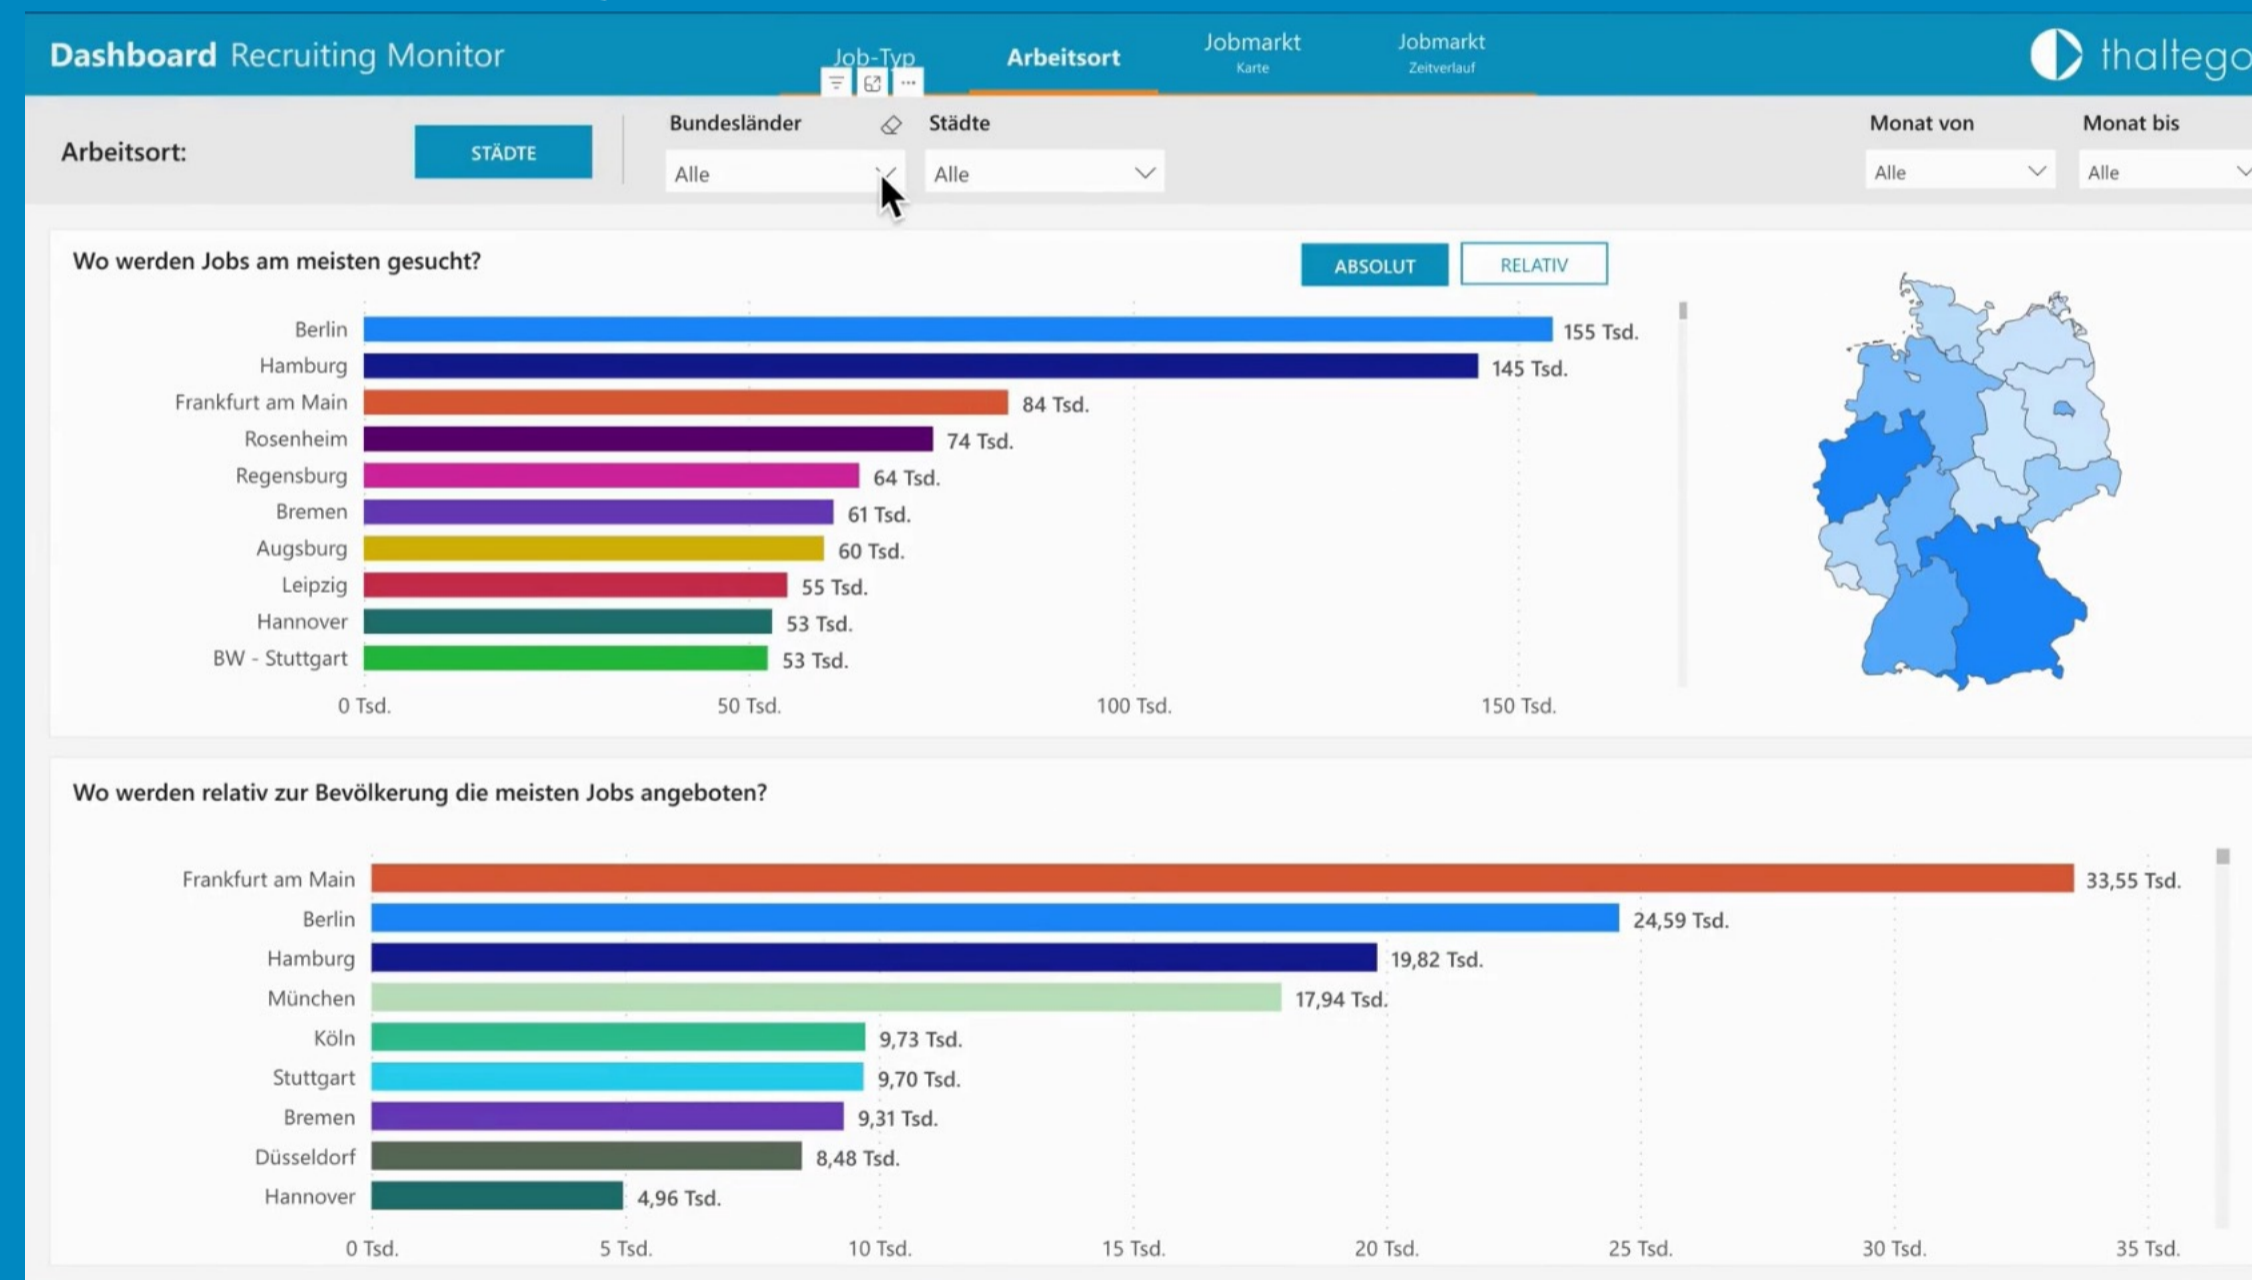 Dashboard Recruiting Monitor
Job-Typ
Arbeitsort
Jobmarkt
Karte
Jobmarkt
Zeitverlauf
thaltego
Arbeitsort:
STÄDTE
Bundesländer
Alle
Städte
Alle
Monat von
Alle
Monat bis
Alle
Wo werden Jobs am meisten gesucht?
ABSOLUT
RELATIV
Berlin 155 Tsd.
Hamburg 145 Tsd.
Frankfurt am Main 84 Tsd.
Rosenheim 74 Tsd.
Regensburg 64 Tsd.
Bremen 61 Tsd.
Augsburg 60 Tsd.
Leipzig 55 Tsd.
Hannover 53 Tsd.
BW - Stuttgart 53 Tsd.
0 Tsd. 50 Tsd. 100 Tsd. 150 Tsd.
Wo werden relativ zur Bevölkerung die meisten Jobs angeboten?
Frankfurt am Main 33,55 Tsd.
Berlin 24,59 Tsd.
Hamburg 19,82 Tsd.
München 17,94 Tsd.
Köln 9,73 Tsd.
Stuttgart 9,70 Tsd.
Bremen 9,31 Tsd.
Düsseldorf 8,48 Tsd.
Hannover 4,96 Tsd.
0 Tsd. 5 Tsd. 10 Tsd. 15 Tsd. 20 Tsd. 25 Tsd. 30 Tsd. 35 Tsd.